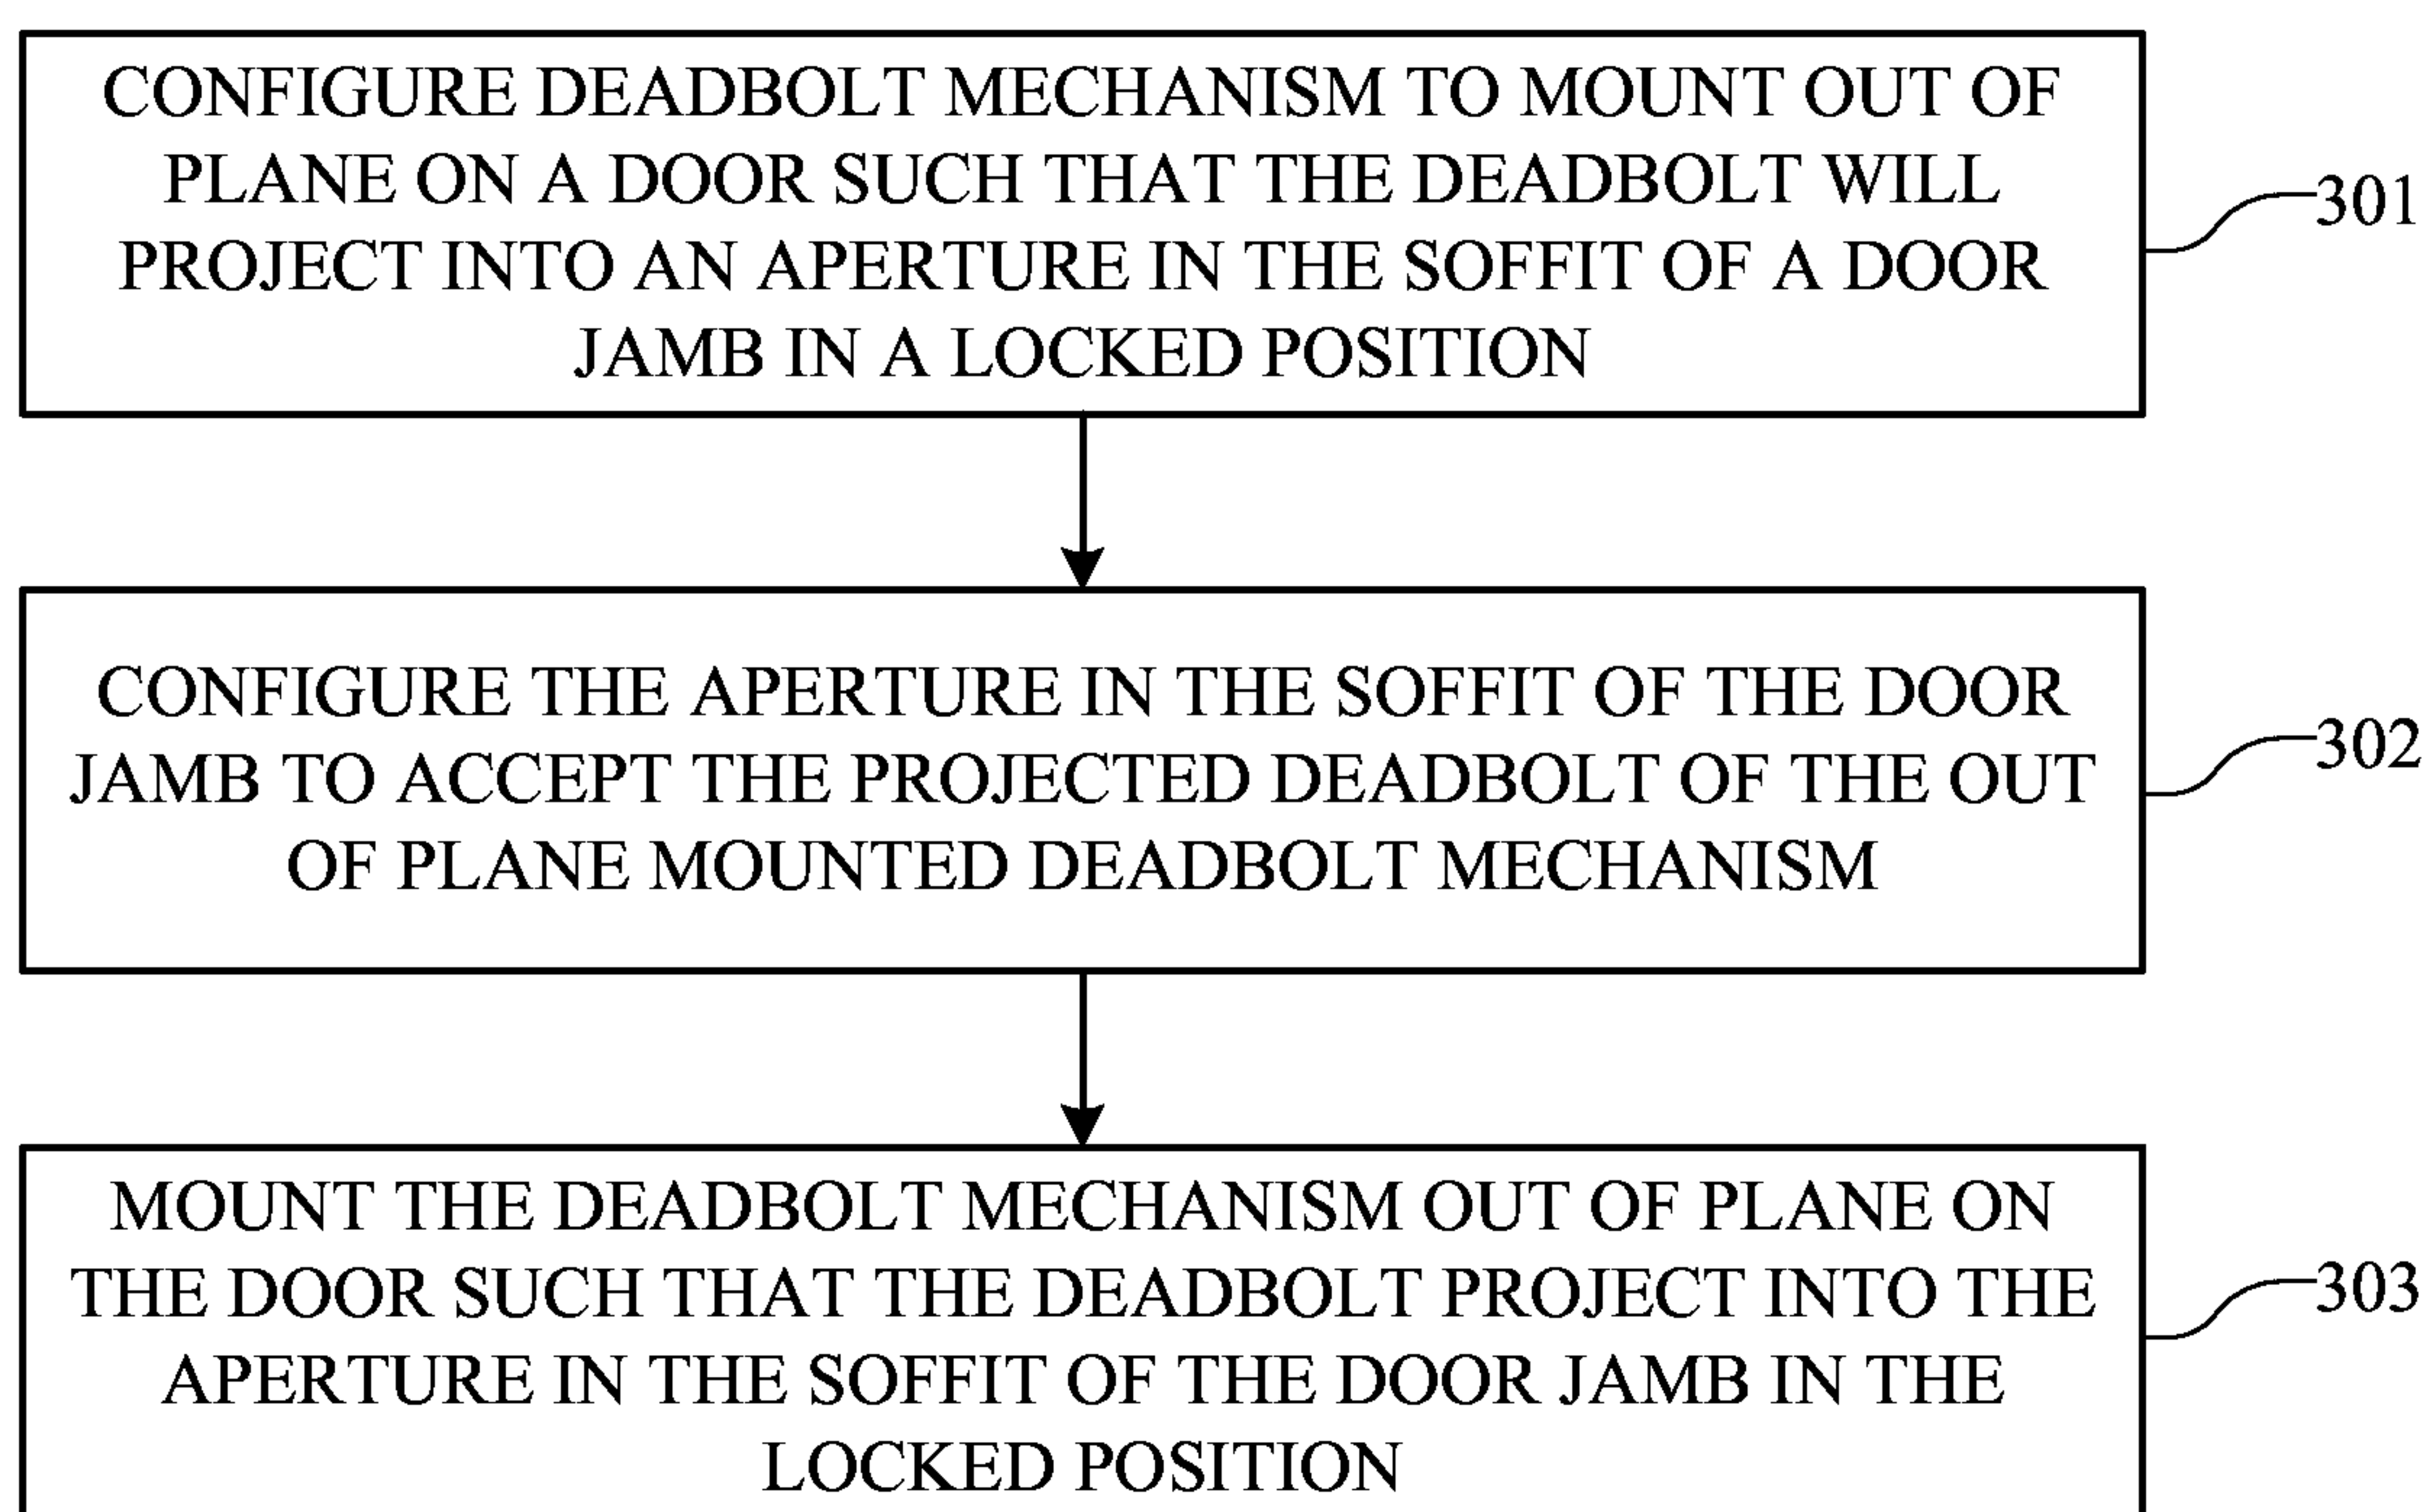 CONFIGURE DEADBOLT MECHANISM TO MOUNT OUT OF
PLANE ON A DOOR SUCH THAT THE DEADBOLT WILL
PROJECT INTO AN APERTURE IN THE SOFFIT OF A DOOR
JAMB IN A LOCKED POSITION
301
CONFIGURE THE APERTURE IN THE SOFFIT OF THE DOOR
JAMB TO ACCEPT THE PROJECTED DEADBOLT OF THE OUT
OF PLANE MOUNTED DEADBOLT MECHANISM
302
MOUNT THE DEADBOLT MECHANISM OUT OF PLANE ON
THE DOOR SUCH THAT THE DEADBOLT PROJECT INTO THE
APERTURE IN THE SOFFIT OF THE DOOR JAMB IN THE
LOCKED POSITION
303